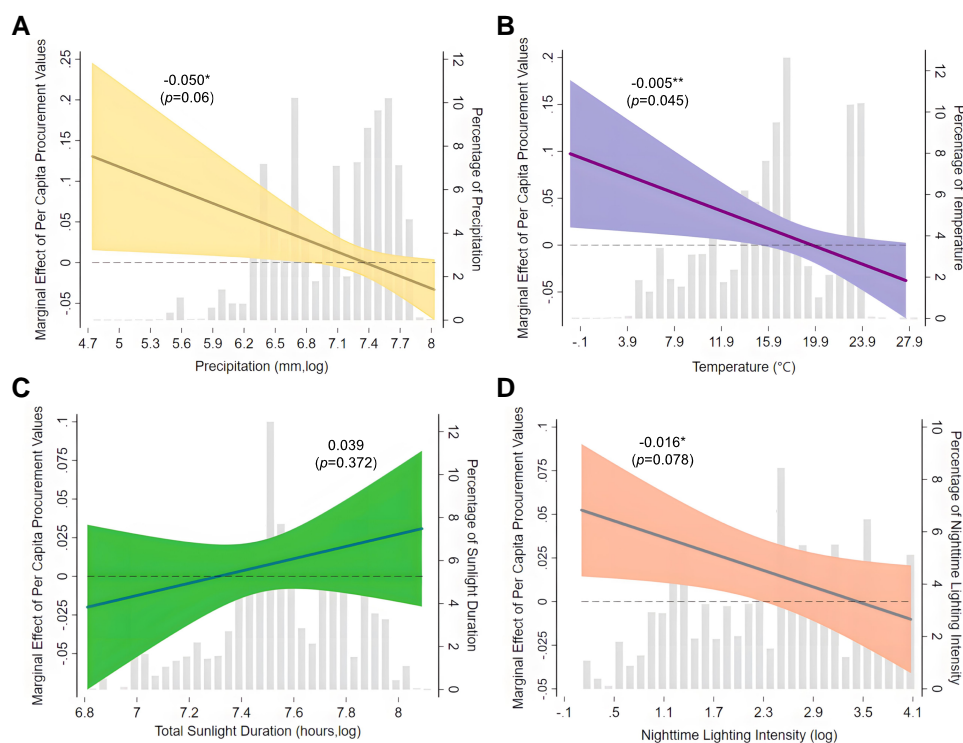 A
Marginal Effect of Per Capita Procurement Values
.25
.2
.15
.1
.05
0
-.05
-0.050*
(p=0.06)
12
10
8
6
4
2
0
Percentage of Precipitation
4.7 5 5.3 5.6 5.9 6.2 6.5 6.8 7.1 7.4 7.7 8
Precipitation (mm,log)
B
Marginal Effect of Per Capita Procurement Values
.2
.15
.1
.05
0
-.05
-0.005**
(p=0.045)
12
10
8
6
4
2
0
Percentage of Temperature
-.1 3.9 7.9 11.9 15.9 19.9 23.9 27.9
Temperature (℃)
C
Marginal Effect of Per Capita Procurement Values
.1
.075
.05
.025
0
-.025
-.05
0.039
(p=0.372)
12
10
8
6
4
2
0
Percentage of Sunlight Duration
6.8 7 7.2 7.4 7.6 7.8 8
Total Sunlight Duration (hours,log)
D
Marginal Effect of Per Capita Procurement Values
.1
.075
.05
.025
0
-.025
-.05
-0.016*
(p=0.078)
10
8
6
4
2
0
Percentage of Nighttime Lighting Intensity
-.1 .5 1.1 1.7 2.3 2.9 3.5 4.1
Nighttime Lighting Intensity (log)